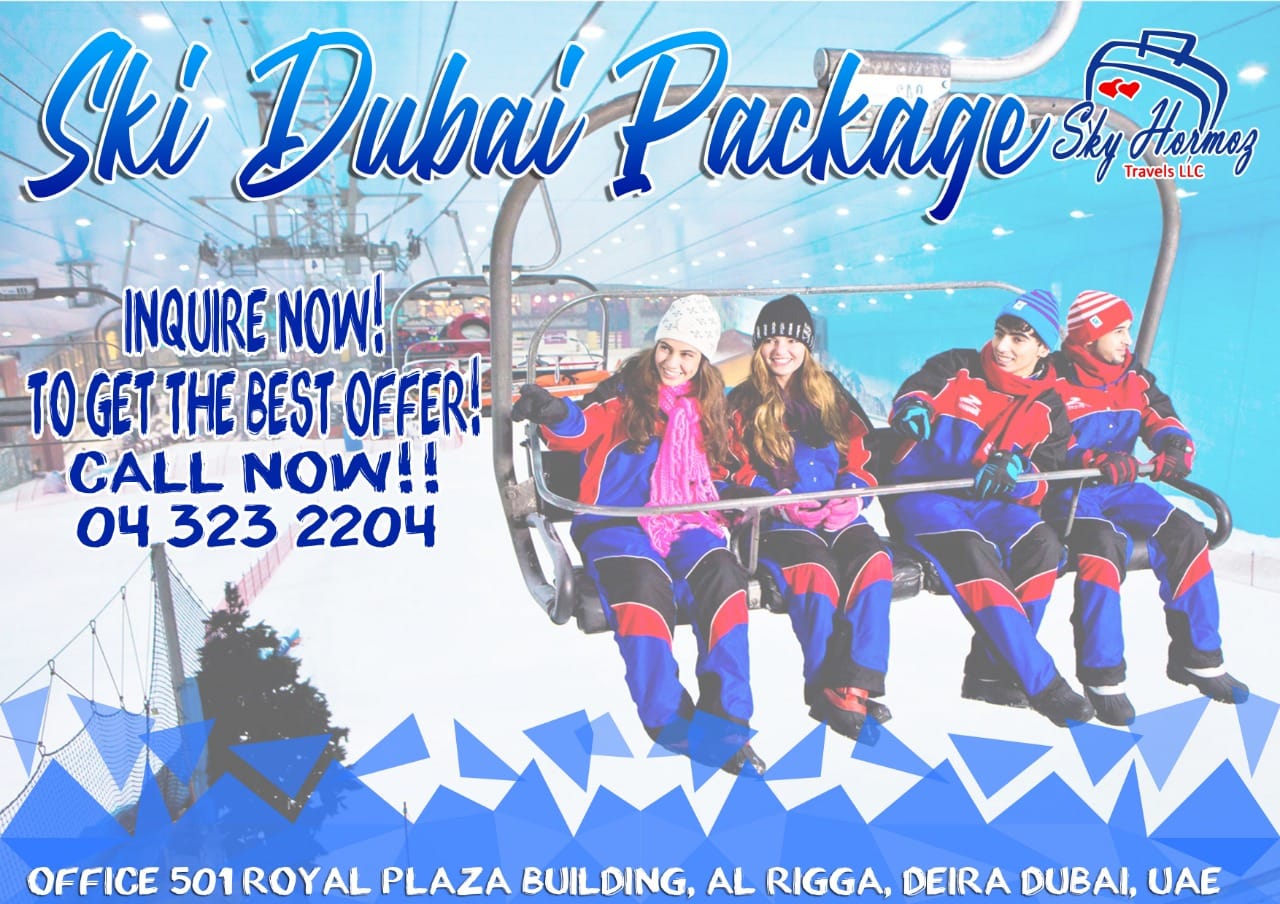 Ski Dubai Package
Sky Hormoz
Travels LLC
INQUIRE NOW!
TO GET THE BEST OFFER!
CALL NOW!!
04 323 2204
OFFICE 501 ROYAL PLAZA BUILDING, AL RIGGA, DEIRA DUBAI, UAE